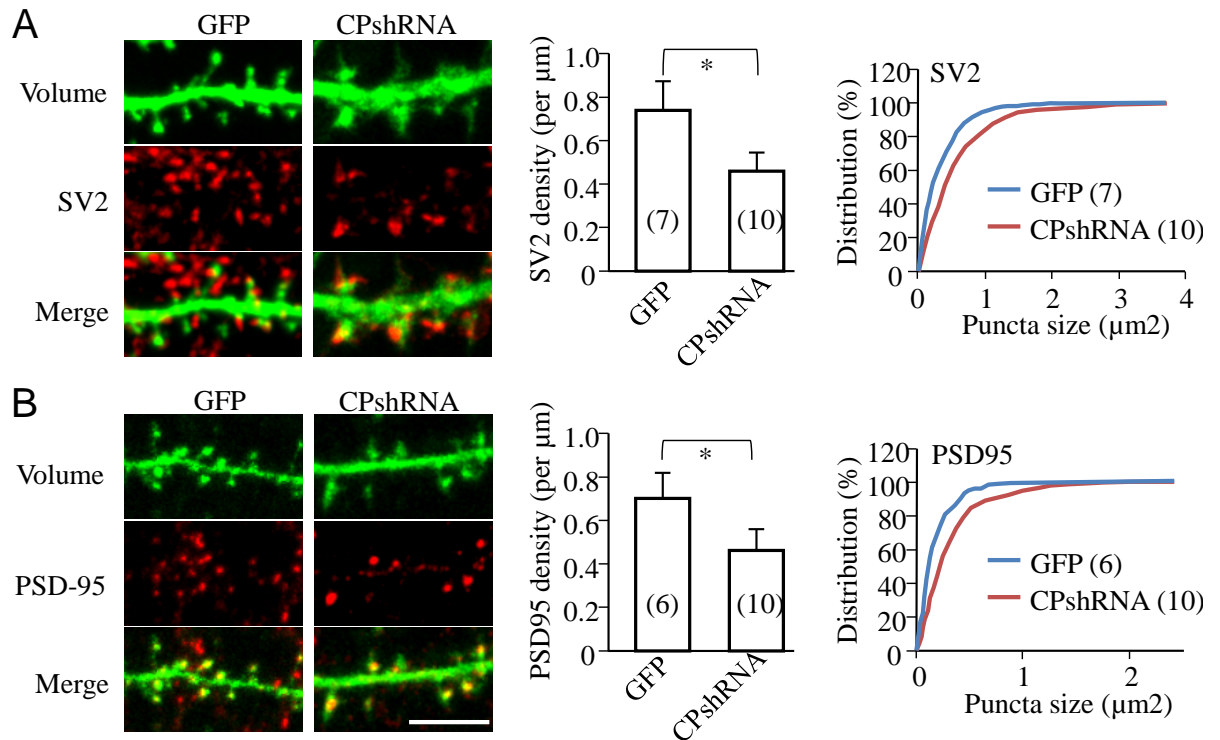 A
GFP CPshRNA
Volume
SV2
Merge
SV2 density (per µm)
1.0
0.8
0.6
0.4
0.2
0
*
(7) (10)
GFP CPshRNA
Distribution (%)
120
100
80
60
40
20
0
SV2
GFP (7)
CPshRNA (10)
0 1 2 3 4
Puncta size (µm2)
B
GFP CPshRNA
Volume
PSD-95
Merge
PSD95 density (per µm)
1.0
0.8
0.6
0.4
0.2
0
*
(6) (10)
GFP CPshRNA
Distribution (%)
120
100
80
60
40
20
0
PSD95
GFP (6)
CPshRNA (10)
0 1 2
Puncta size (µm2)